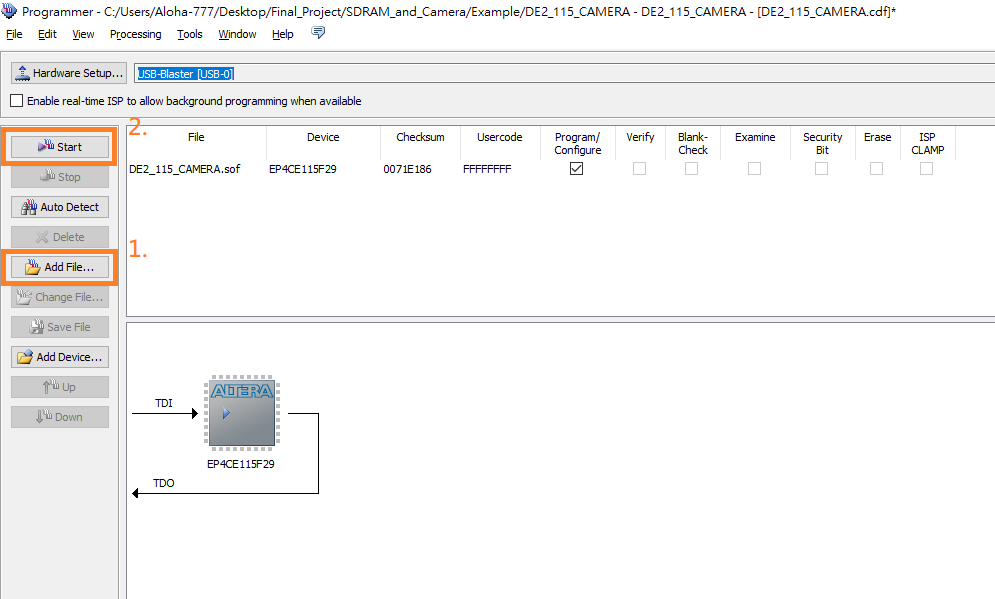 Programmer - C:/Users/Aloha-777/Desktop/Final_Project/SDRAM_and_Camera/Example/DE2_115_CAMERA - DE2_115_CAMERA - [DE2_115_CAMERA.cdf]*
File Edit View Processing Tools Window Help
Hardware Setup... USB-Blaster [USB-0]
Enable real-time ISP to allow background programming when available
2.
Start
Stop
Auto Detect
Delete
1.
Add File...
Change File...
Save File
Add Device...
Up
Down
File Device Checksum Usercode Program/ Configure Verify Blank- Check Examine Security Bit Erase ISP CLAMP
DE2_115_CAMERA.sof EP4CE115F29 0071E186 FFFFFFFF
TDI
ALTERA
EP4CE115F29
TDO